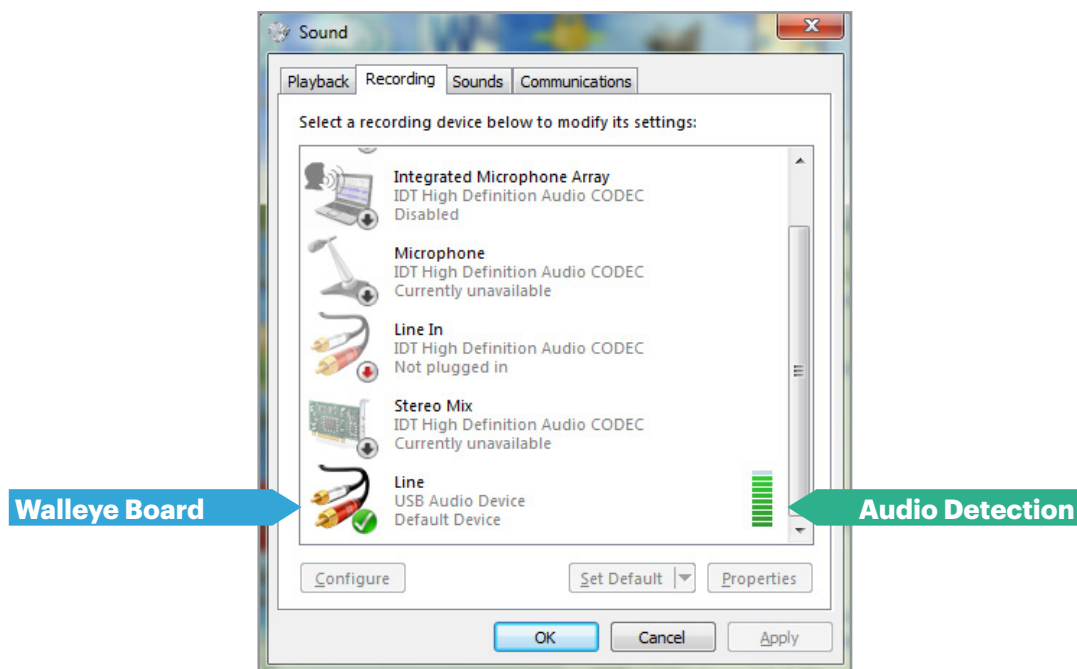 Sound
Playback Recording Sounds Communications
Select a recording device below to modify its settings:
Integrated Microphone Array
IDT High Definition Audio CODEC
Disabled
Microphone
IDT High Definition Audio CODEC
Currently unavailable
Line In
IDT High Definition Audio CODEC
Not plugged in
Stereo Mix
IDT High Definition Audio CODEC
Currently unavailable
Line
USB Audio Device
Default Device
Walleye Board
Audio Detection
Configure Set Default Properties
OK Cancel Apply